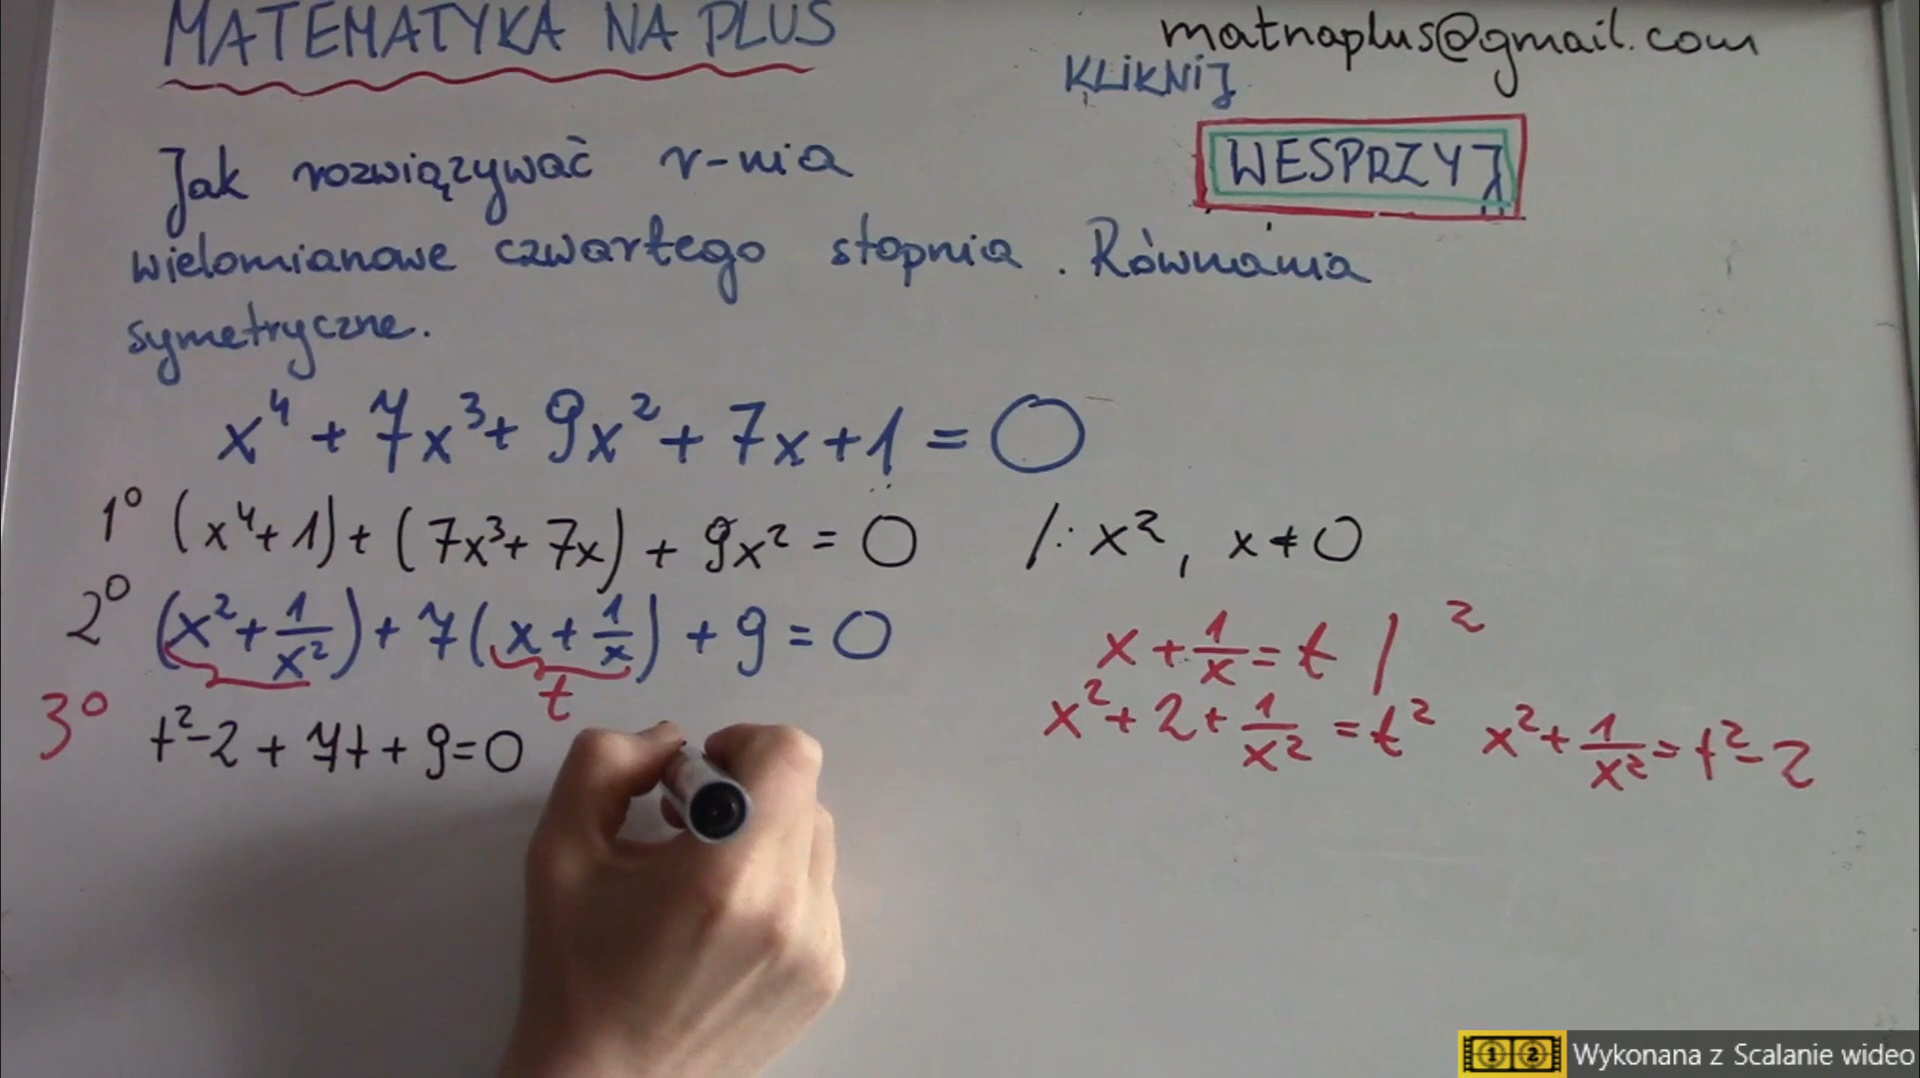 MATEMATYKA NA PLUS
matnaplus@gmail.com
KLIKNIJ
WESPRZYJ
Jak rozwiązywać r-nia
wielomianowe czwartego stopnia. Równania
symetryczne.
x⁴ + 7x³ + 9x² + 7x + 1 = 0
1° (x⁴ + 1) + (7x³ + 7x) + 9x² = 0 /: x², x ≠ 0
2° (x² + 1/x²) + 7(x + 1/x) + 9 = 0
t
x + 1/x = t /²
x² + 2 + 1/x² = t² x² + 1/x² = t² - 2
3° t² - 2 + 7t + 9 = 0
Wykonana z Scalanie wideo